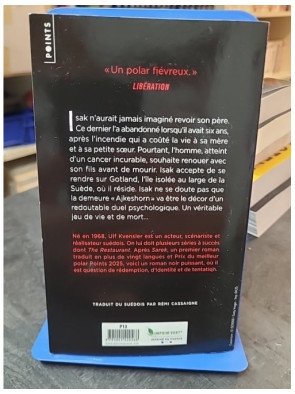 POINTS
« Un polar fiévreux. »
LIBÉRATION
Isak n'aurait jamais imaginé revoir son père.
Ce dernier l'a abandonné lorsqu'il avait six ans,
après l'incendie qui a coûté la vie à sa mère
et à sa petite sœur. Pourtant, l'homme, atteint
d'un cancer incurable, souhaite renouer avec
son fils avant de mourir. Isak accepte de se
rendre sur Gotland, l'île isolée au large de la
Suède, où il réside. Isak ne se doute pas que
la demeure « Ajkeshorn » va être le décor d'un
redoutable duel psychologique. Un véritable
jeu de vie et de mort...
Né en 1968, Ulf Kvensler est un acteur, scénariste et
réalisateur suédois. On lui doit plusieurs séries à succès
dont The Restaurant. Après Sarek, un premier roman
traduit en plus de vingt langues et Prix du meilleur
polar Points 2025, voici un roman noir puissant, où il
est question de rédemption, d'identité et de tentation.
TRADUIT DU SUÉDOIS PAR RÉMI CASSAIGNE
P12
IMPRIM'VERT